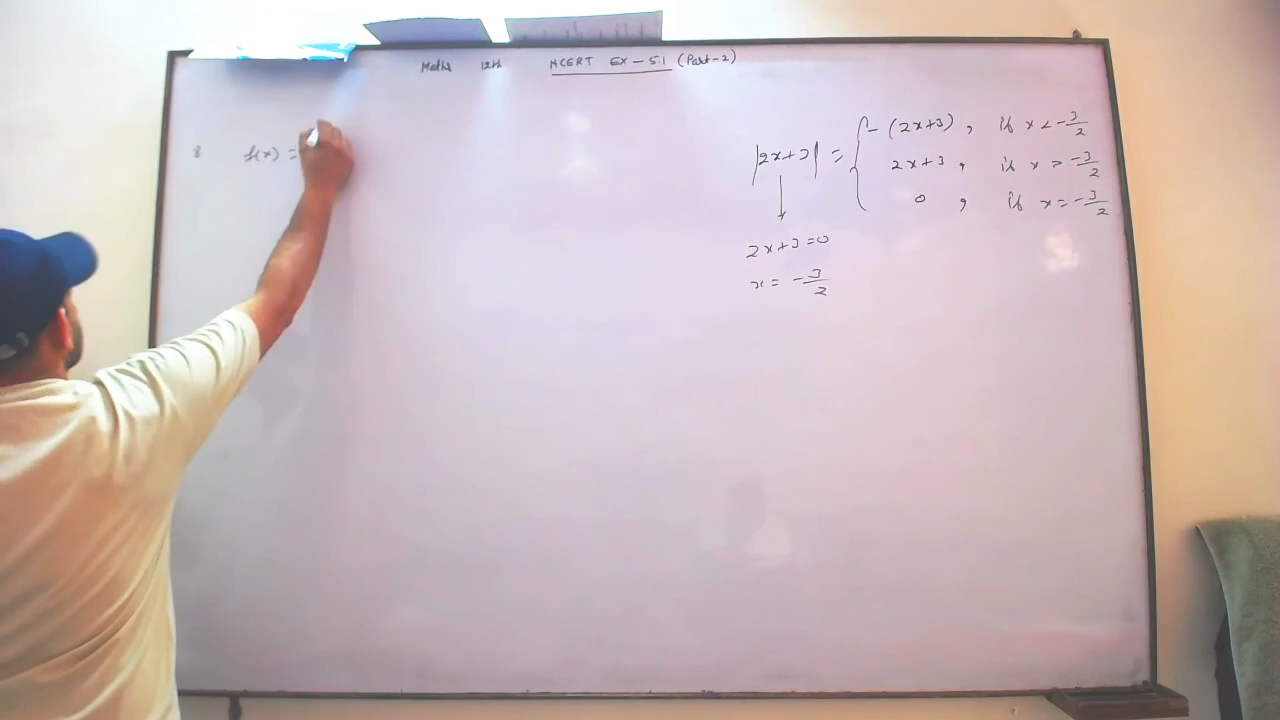 Maths 12th NCERT EX - 5.1 (Part-2)
8 f(x) =
|2x+3| = { -(2x+3) , if x < -3/2
2x+3 , if x > -3/2
0 , if x = -3/2
2x+3=0
x = -3/2